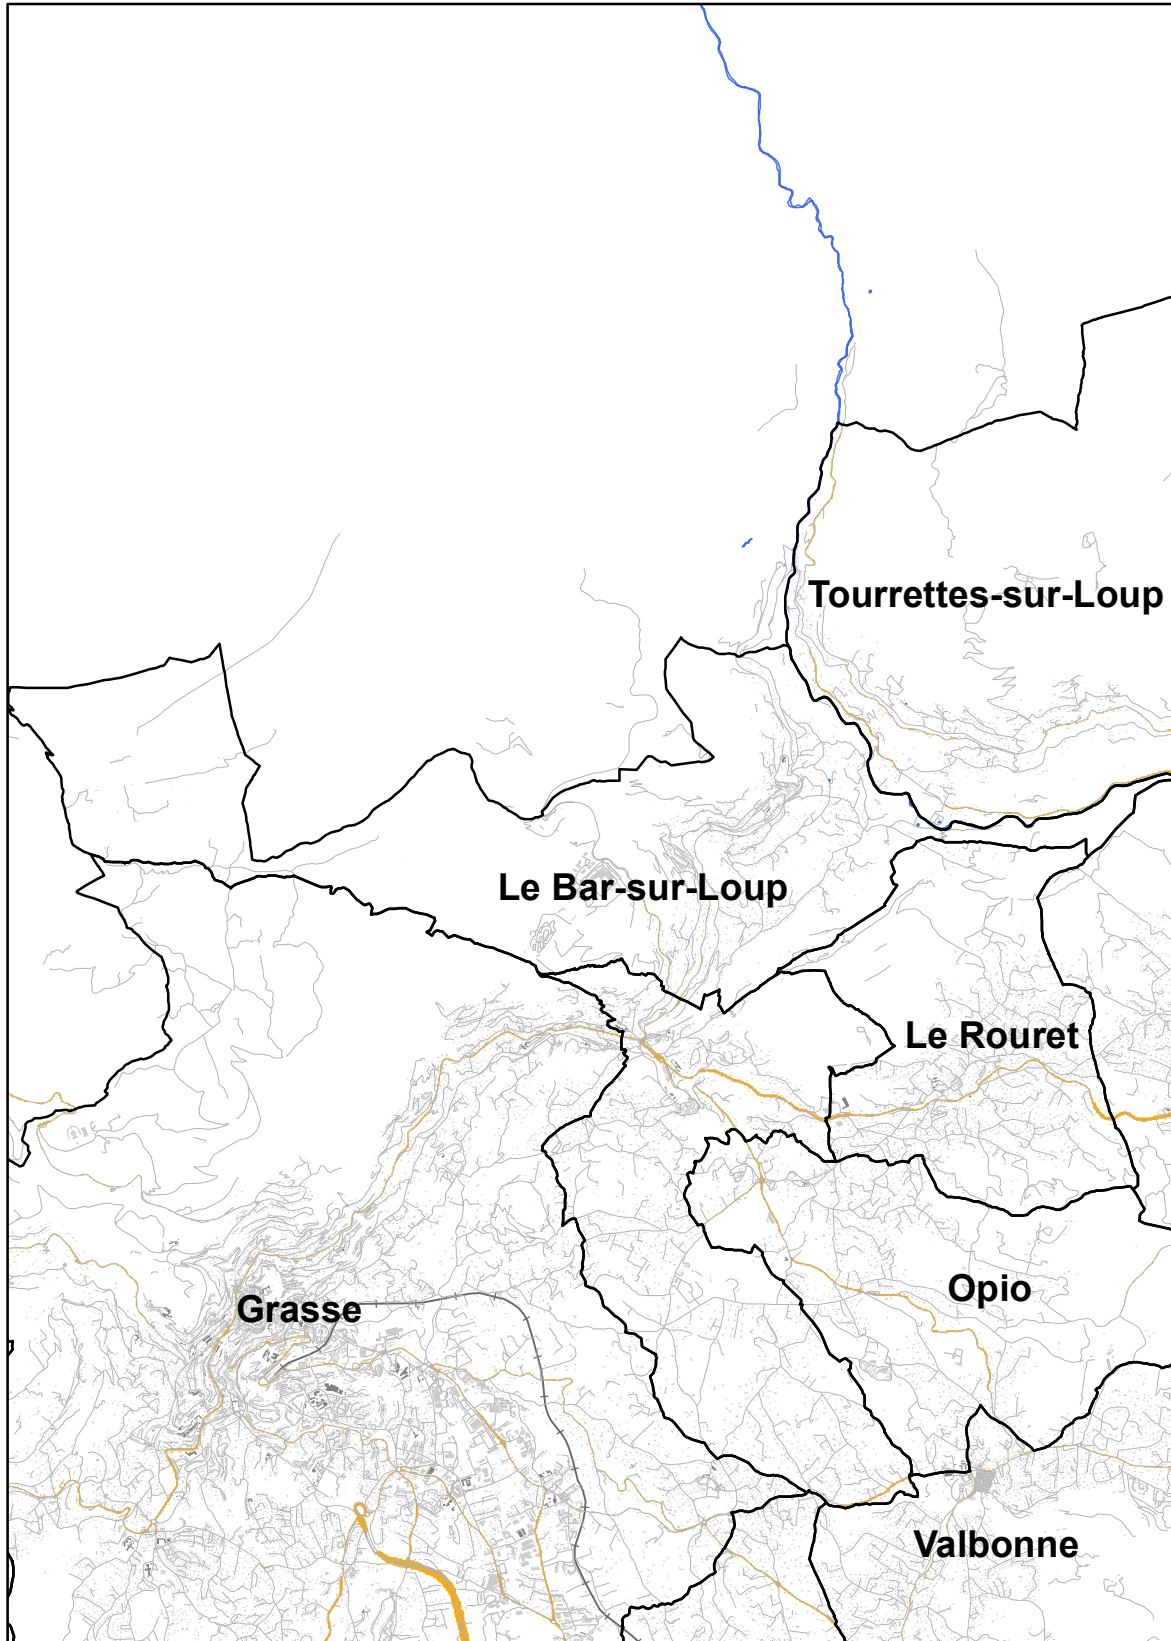 Tourrettes-sur-Loup
Le Bar-sur-Loup
Le Rouret
Opio
Grasse
Valbonne